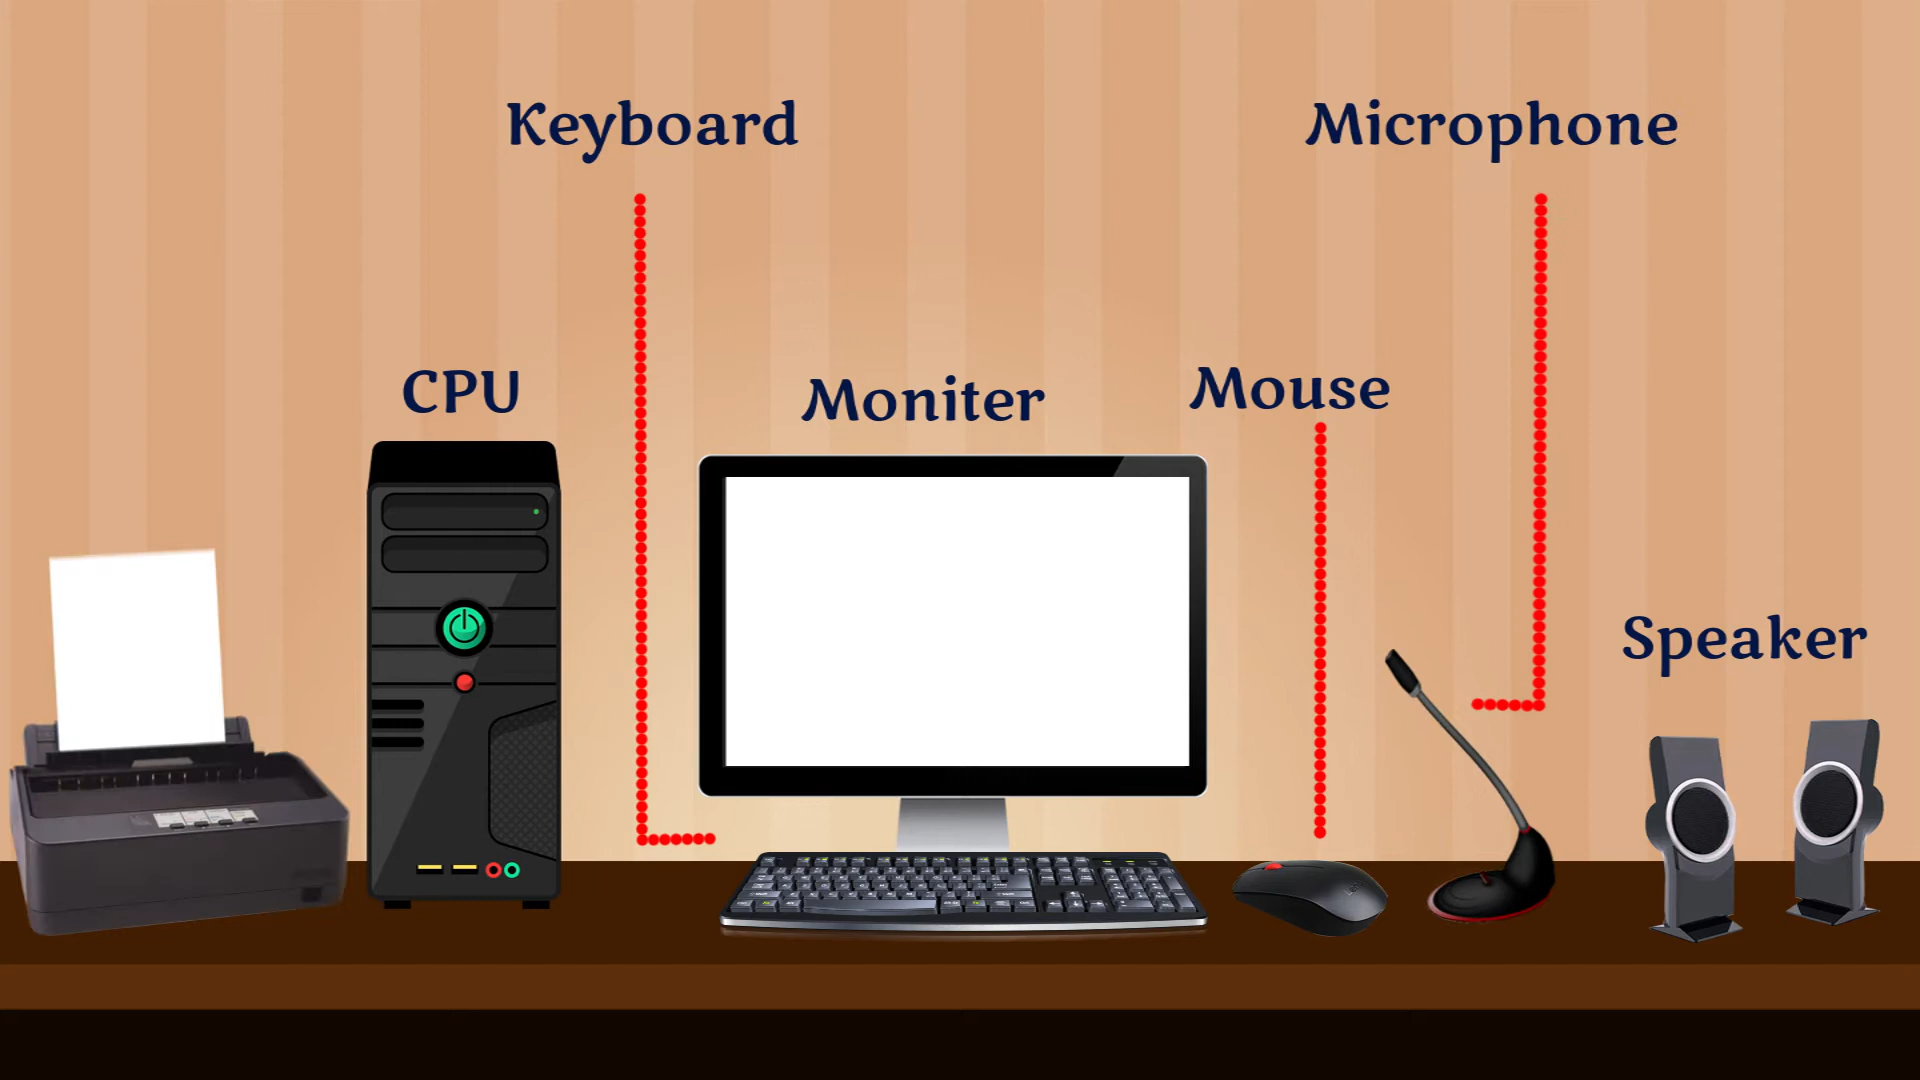 Keyboard
Microphone
CPU
Moniter
Mouse
Speaker